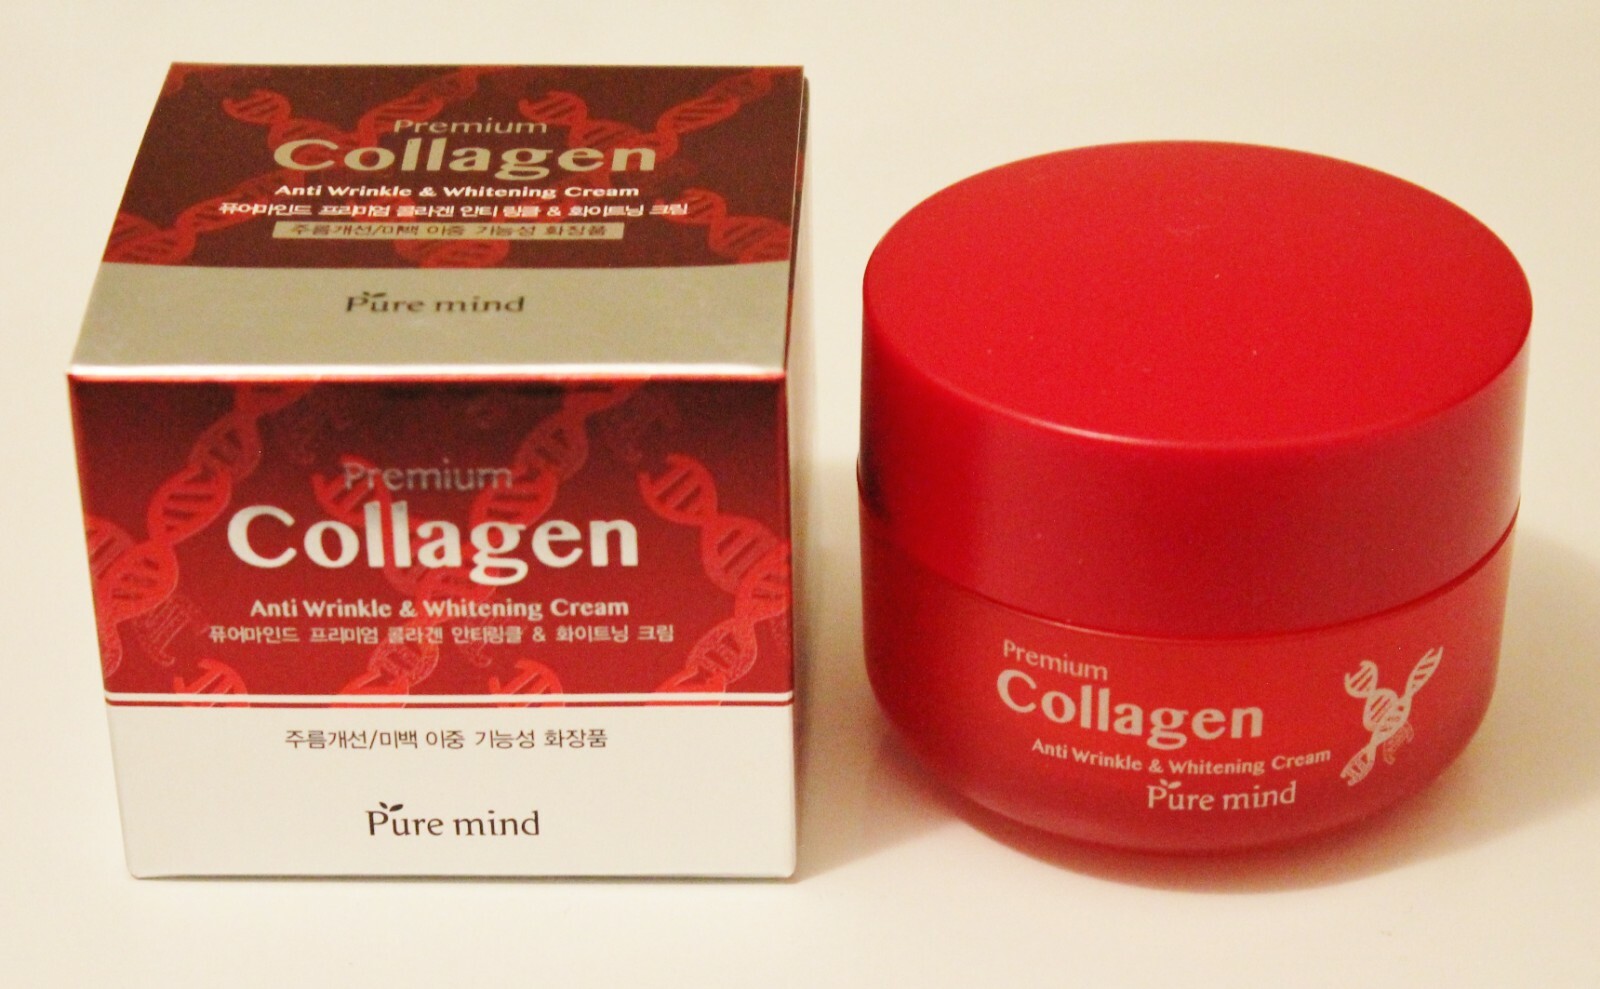 Premium
Collagen
Anti Wrinkle & Whitening Cream
퓨어마인드 프리미엄 콜라겐 안티 링클 & 화이트닝 크림
주름개선/미백 이중 기능성 화장품
Pure mind
Premium
Collagen
Anti Wrinkle & Whitening Cream
퓨어마인드 프리미엄 콜라겐 안티링클 & 화이트닝 크림
주름개선/미백 이중 기능성 화장품
Pure mind
Premium
Collagen
Anti Wrinkle & Whitening Cream
Pure mind